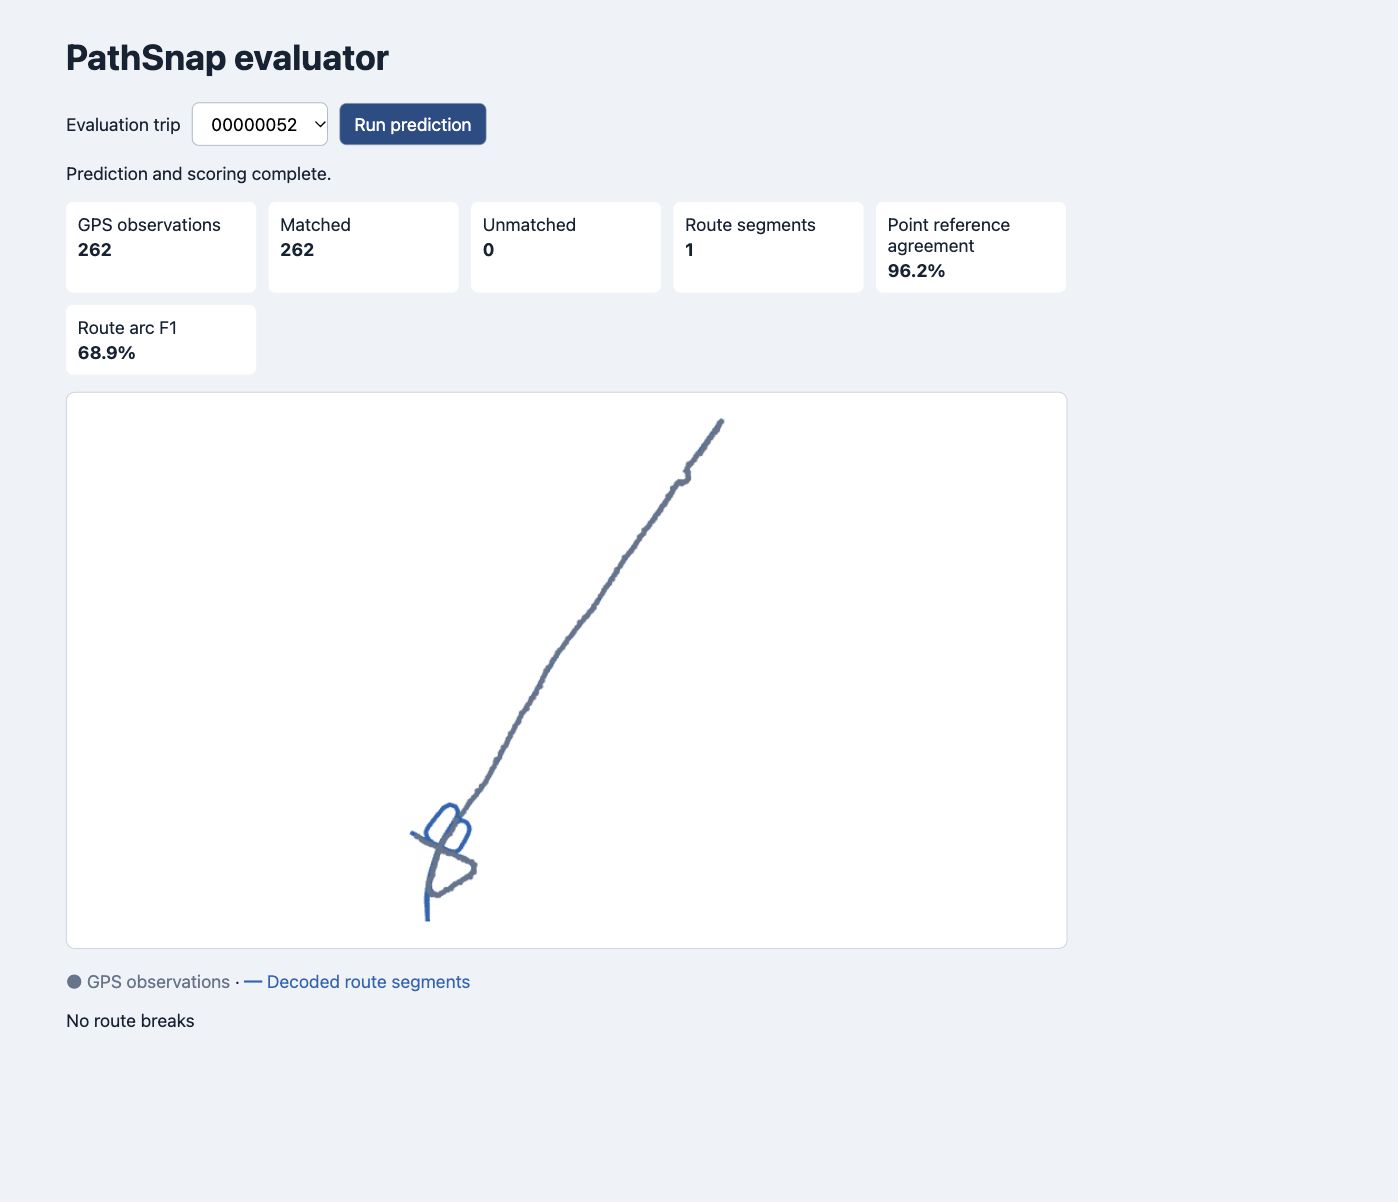 PathSnap evaluator
Evaluation trip 00000052 Run prediction
Prediction and scoring complete.
GPS observations
262
Matched
262
Unmatched
0
Route segments
1
Point reference
agreement
96.2%
Route arc F1
68.9%
GPS observations · Decoded route segments
No route breaks